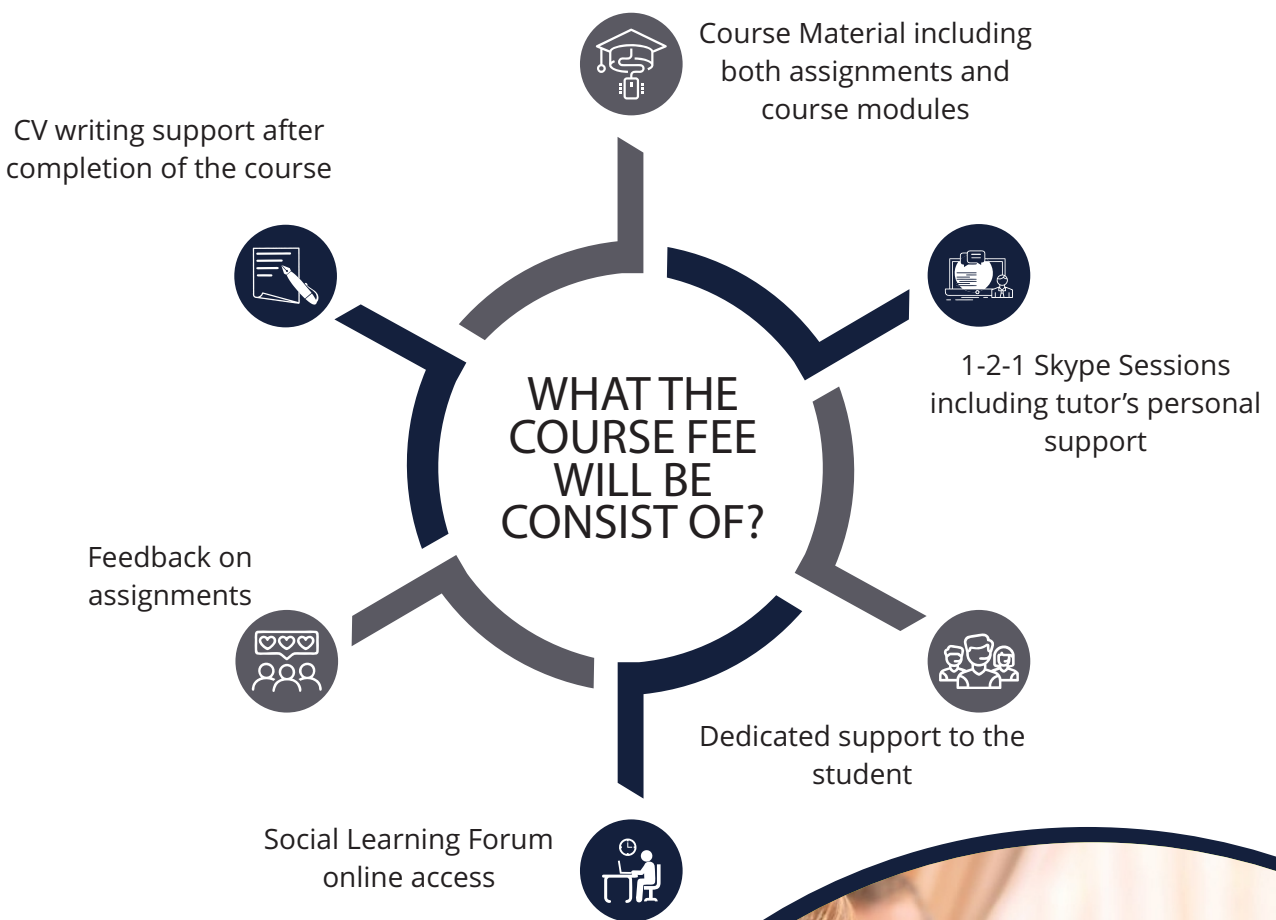 Course Material including
both assignments and
course modules
CV writing support after
completion of the course
1-2-1 Skype Sessions
including tutor’s personal
support
WHAT THE
COURSE FEE
WILL BE
CONSIST OF?
Feedback on
assignments
Dedicated support to the
student
Social Learning Forum
online access